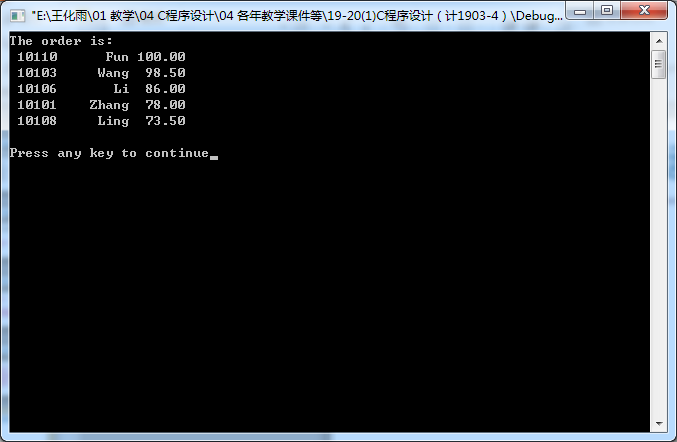 "E:\王化雨\01 教学\04 C程序设计\04 各年教学课件等\19-20(1)C程序设计（计1903-4）\Debug...
The order is:
 10110      Fun 100.00
 10103     Wang  98.50
 10106       Li  86.00
 10101    Zhang  78.00
 10108     Ling  73.50
Press any key to continue